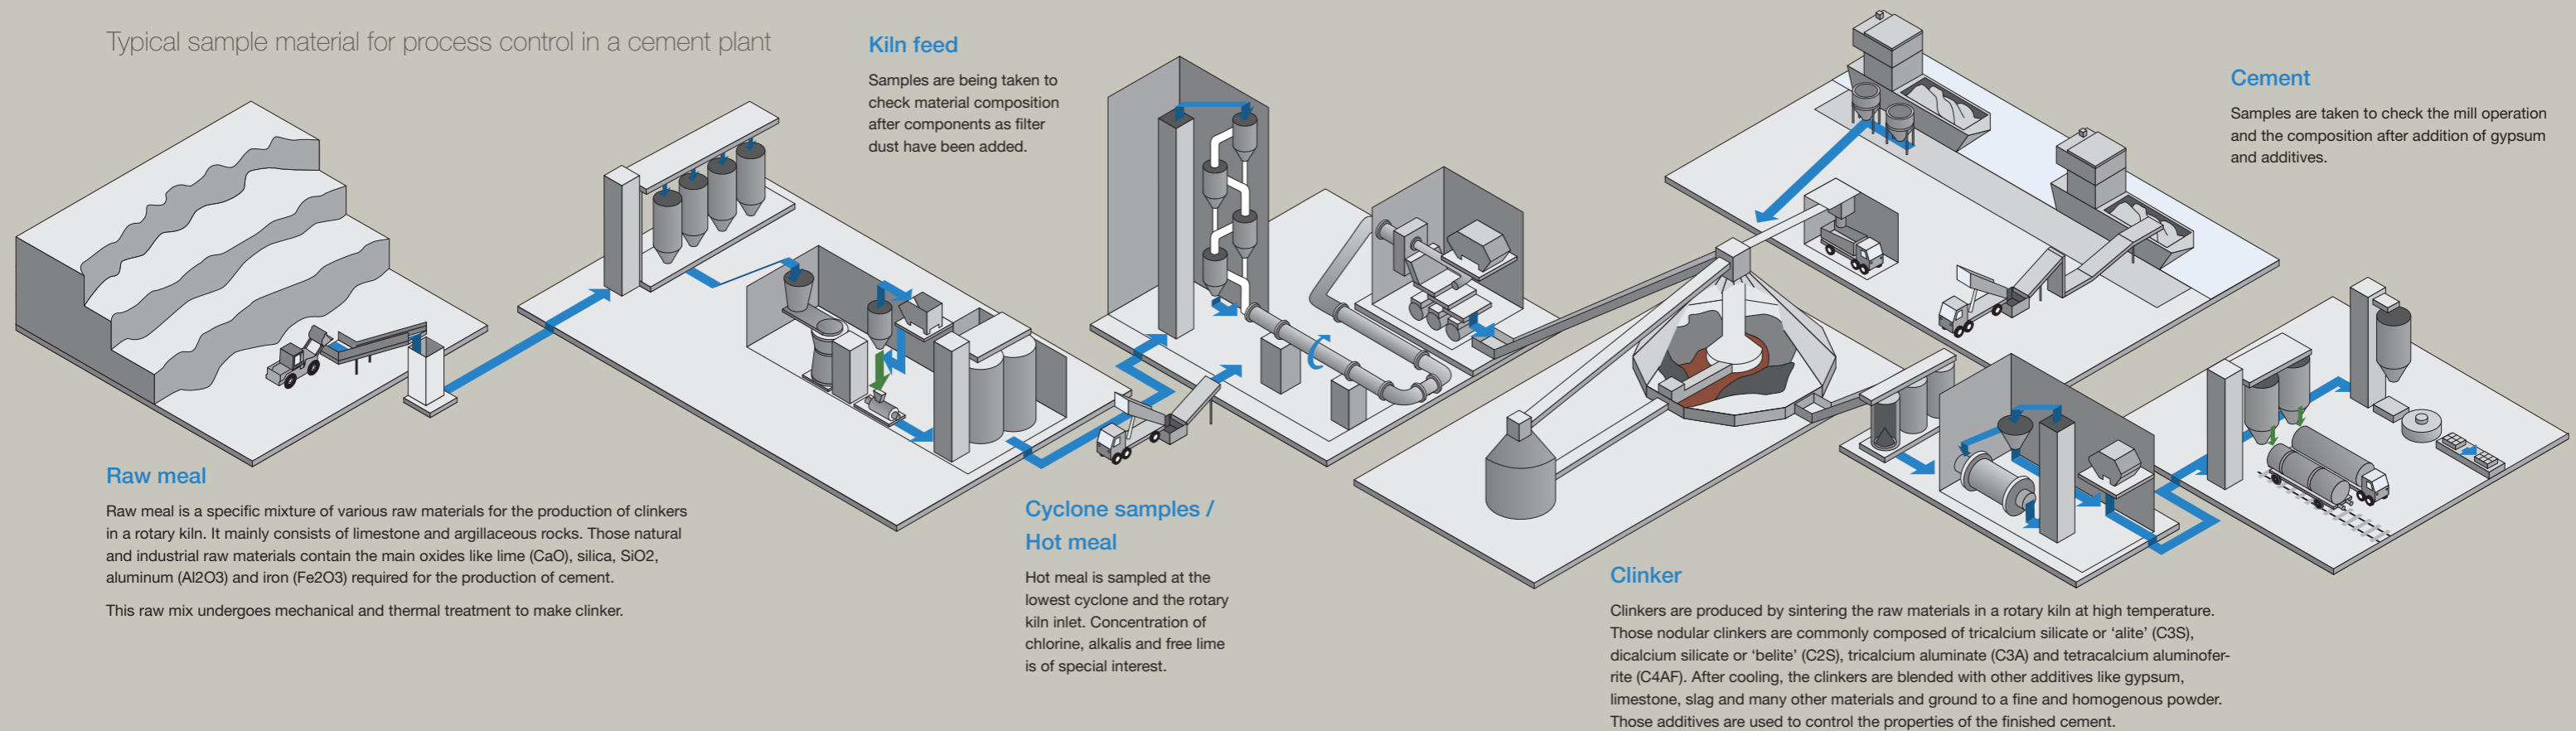 Typical sample material for process control in a cement plant
Kiln feed
Samples are being taken to
check material composition
after components as filter
dust have been added.
Cement
Samples are taken to check the mill operation
and the composition after addition of gypsum
and additives.
Raw meal
Raw meal is a specific mixture of various raw materials for the production of clinkers
in a rotary kiln. It mainly consists of limestone and argillaceous rocks. Those natural
and industrial raw materials contain the main oxides like lime (CaO), silica, SiO2,
aluminum (Al2O3) and iron (Fe2O3) required for the production of cement.
This raw mix undergoes mechanical and thermal treatment to make clinker.
Cyclone samples /
Hot meal
Hot meal is sampled at the
lowest cyclone and the rotary
kiln inlet. Concentration of
chlorine, alkalis and free lime
is of special interest.
Clinker
Clinkers are produced by sintering the raw materials in a rotary kiln at high temperature.
Those nodular clinkers are commonly composed of tricalcium silicate or ‘alite’ (C3S),
dicalcium silicate or ‘belite’ (C2S), tricalcium aluminate (C3A) and tetracalcium aluminofer-
rite (C4AF). After cooling, the clinkers are blended with other additives like gypsum,
limestone, slag and many other materials and ground to a fine and homogenous powder.
Those additives are used to control the properties of the finished cement.